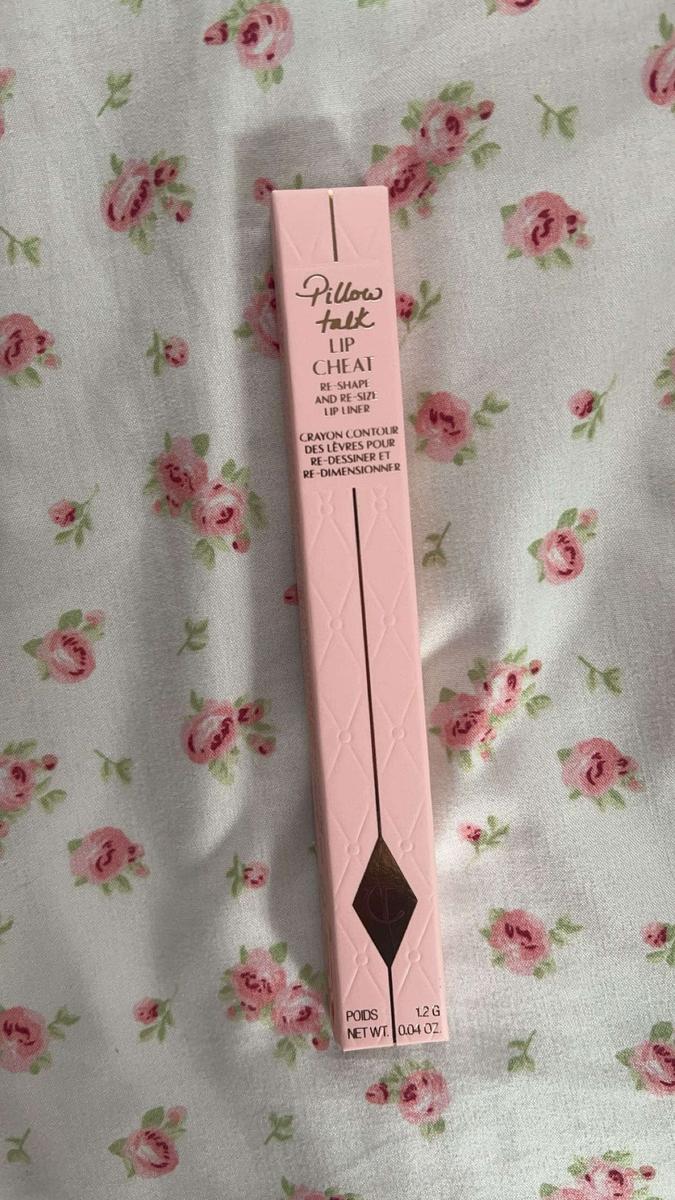 Pillow
talk
LIP
CHEAT
RE-SHAPE
AND RE-SIZE
LIP LINER
CRAYON CONTOUR
DES LÈVRES POUR
RE-DESSINER ET
RE-DIMENSIONNER
CT
POIDS 1.2 G
NET WT. 0.04 OZ.